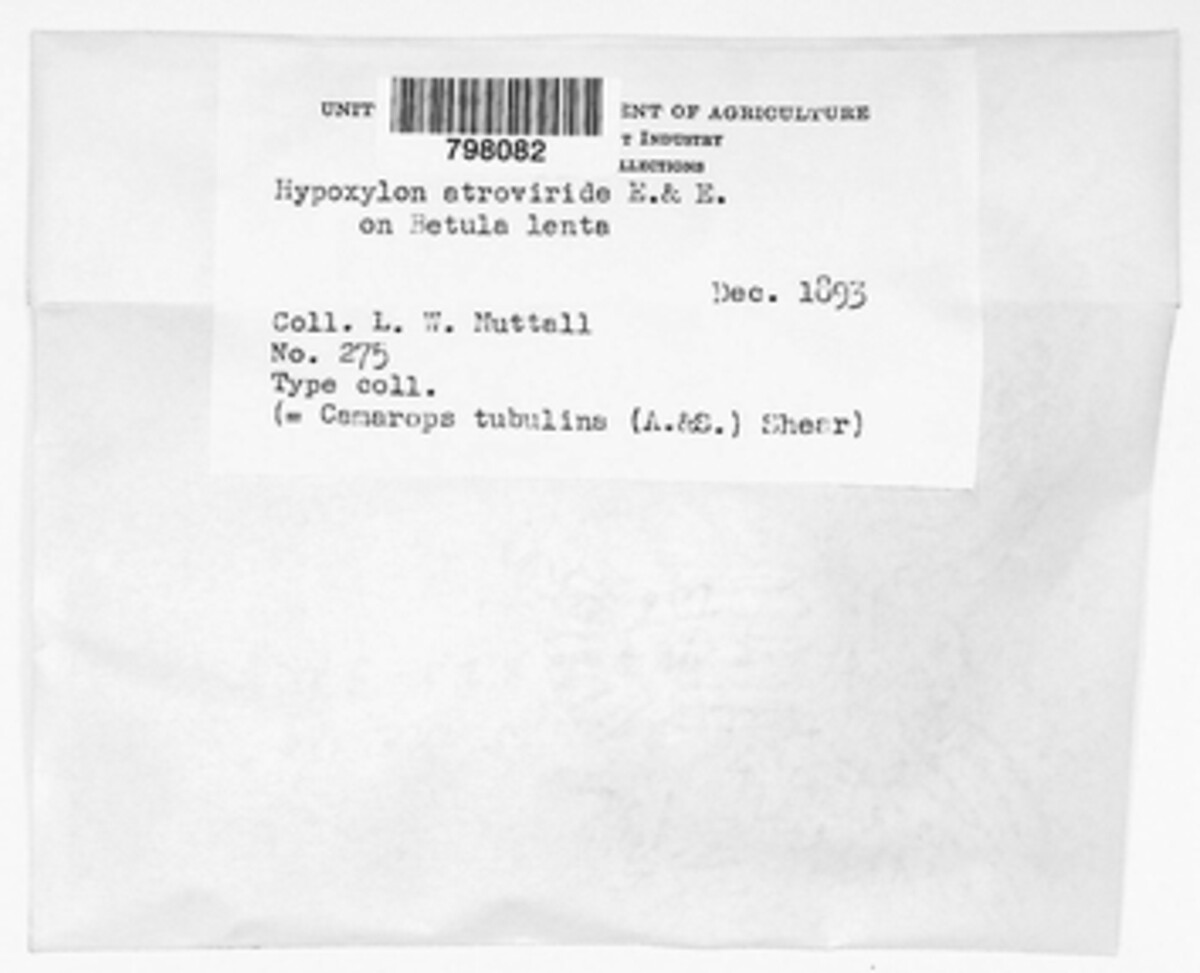 UNIT ENT OF AGRICULTURE
T INDUSTRY
LLECTIONS
798082
Hypoxylon atroviride E.& E.
on Betula lenta
Dec. 1893
Coll. L. W. Nuttall
No. 275
Type coll.
(= Camarops tubulina (A.&S.) Shear)